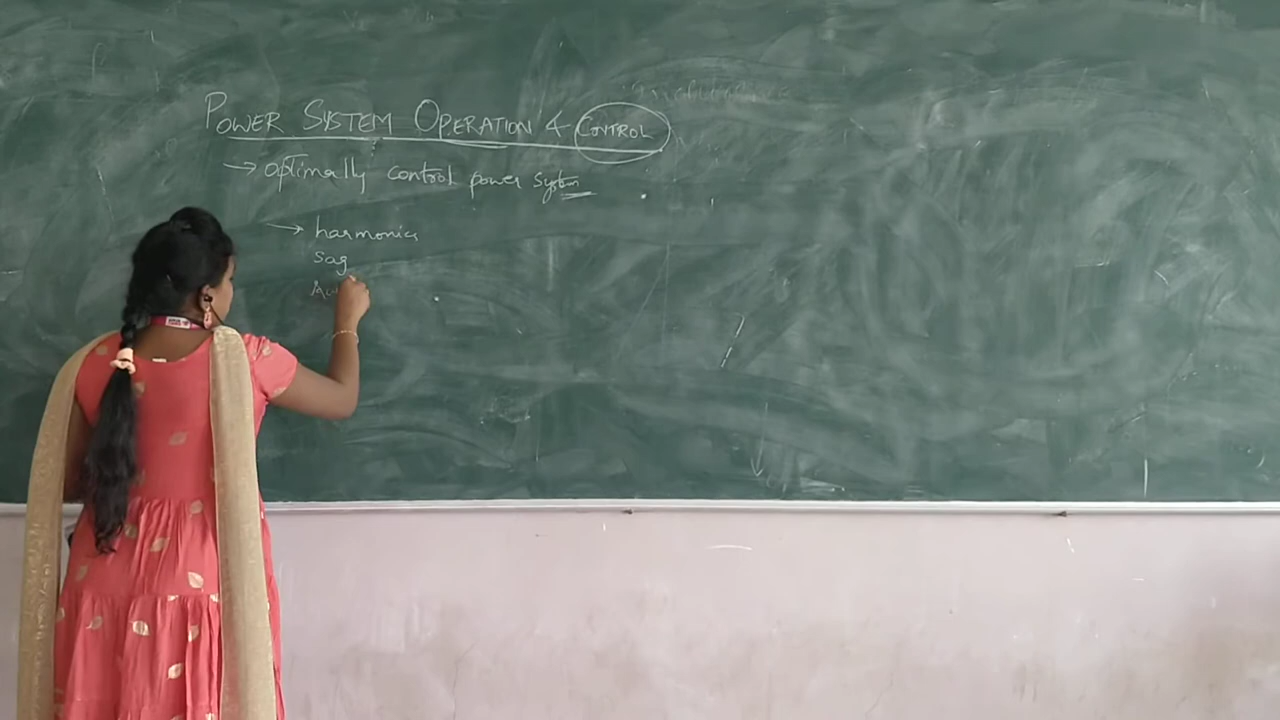 POWER SYSTEM OPERATION & CONTROL
→ optimally control power system
→ harmonics
sag